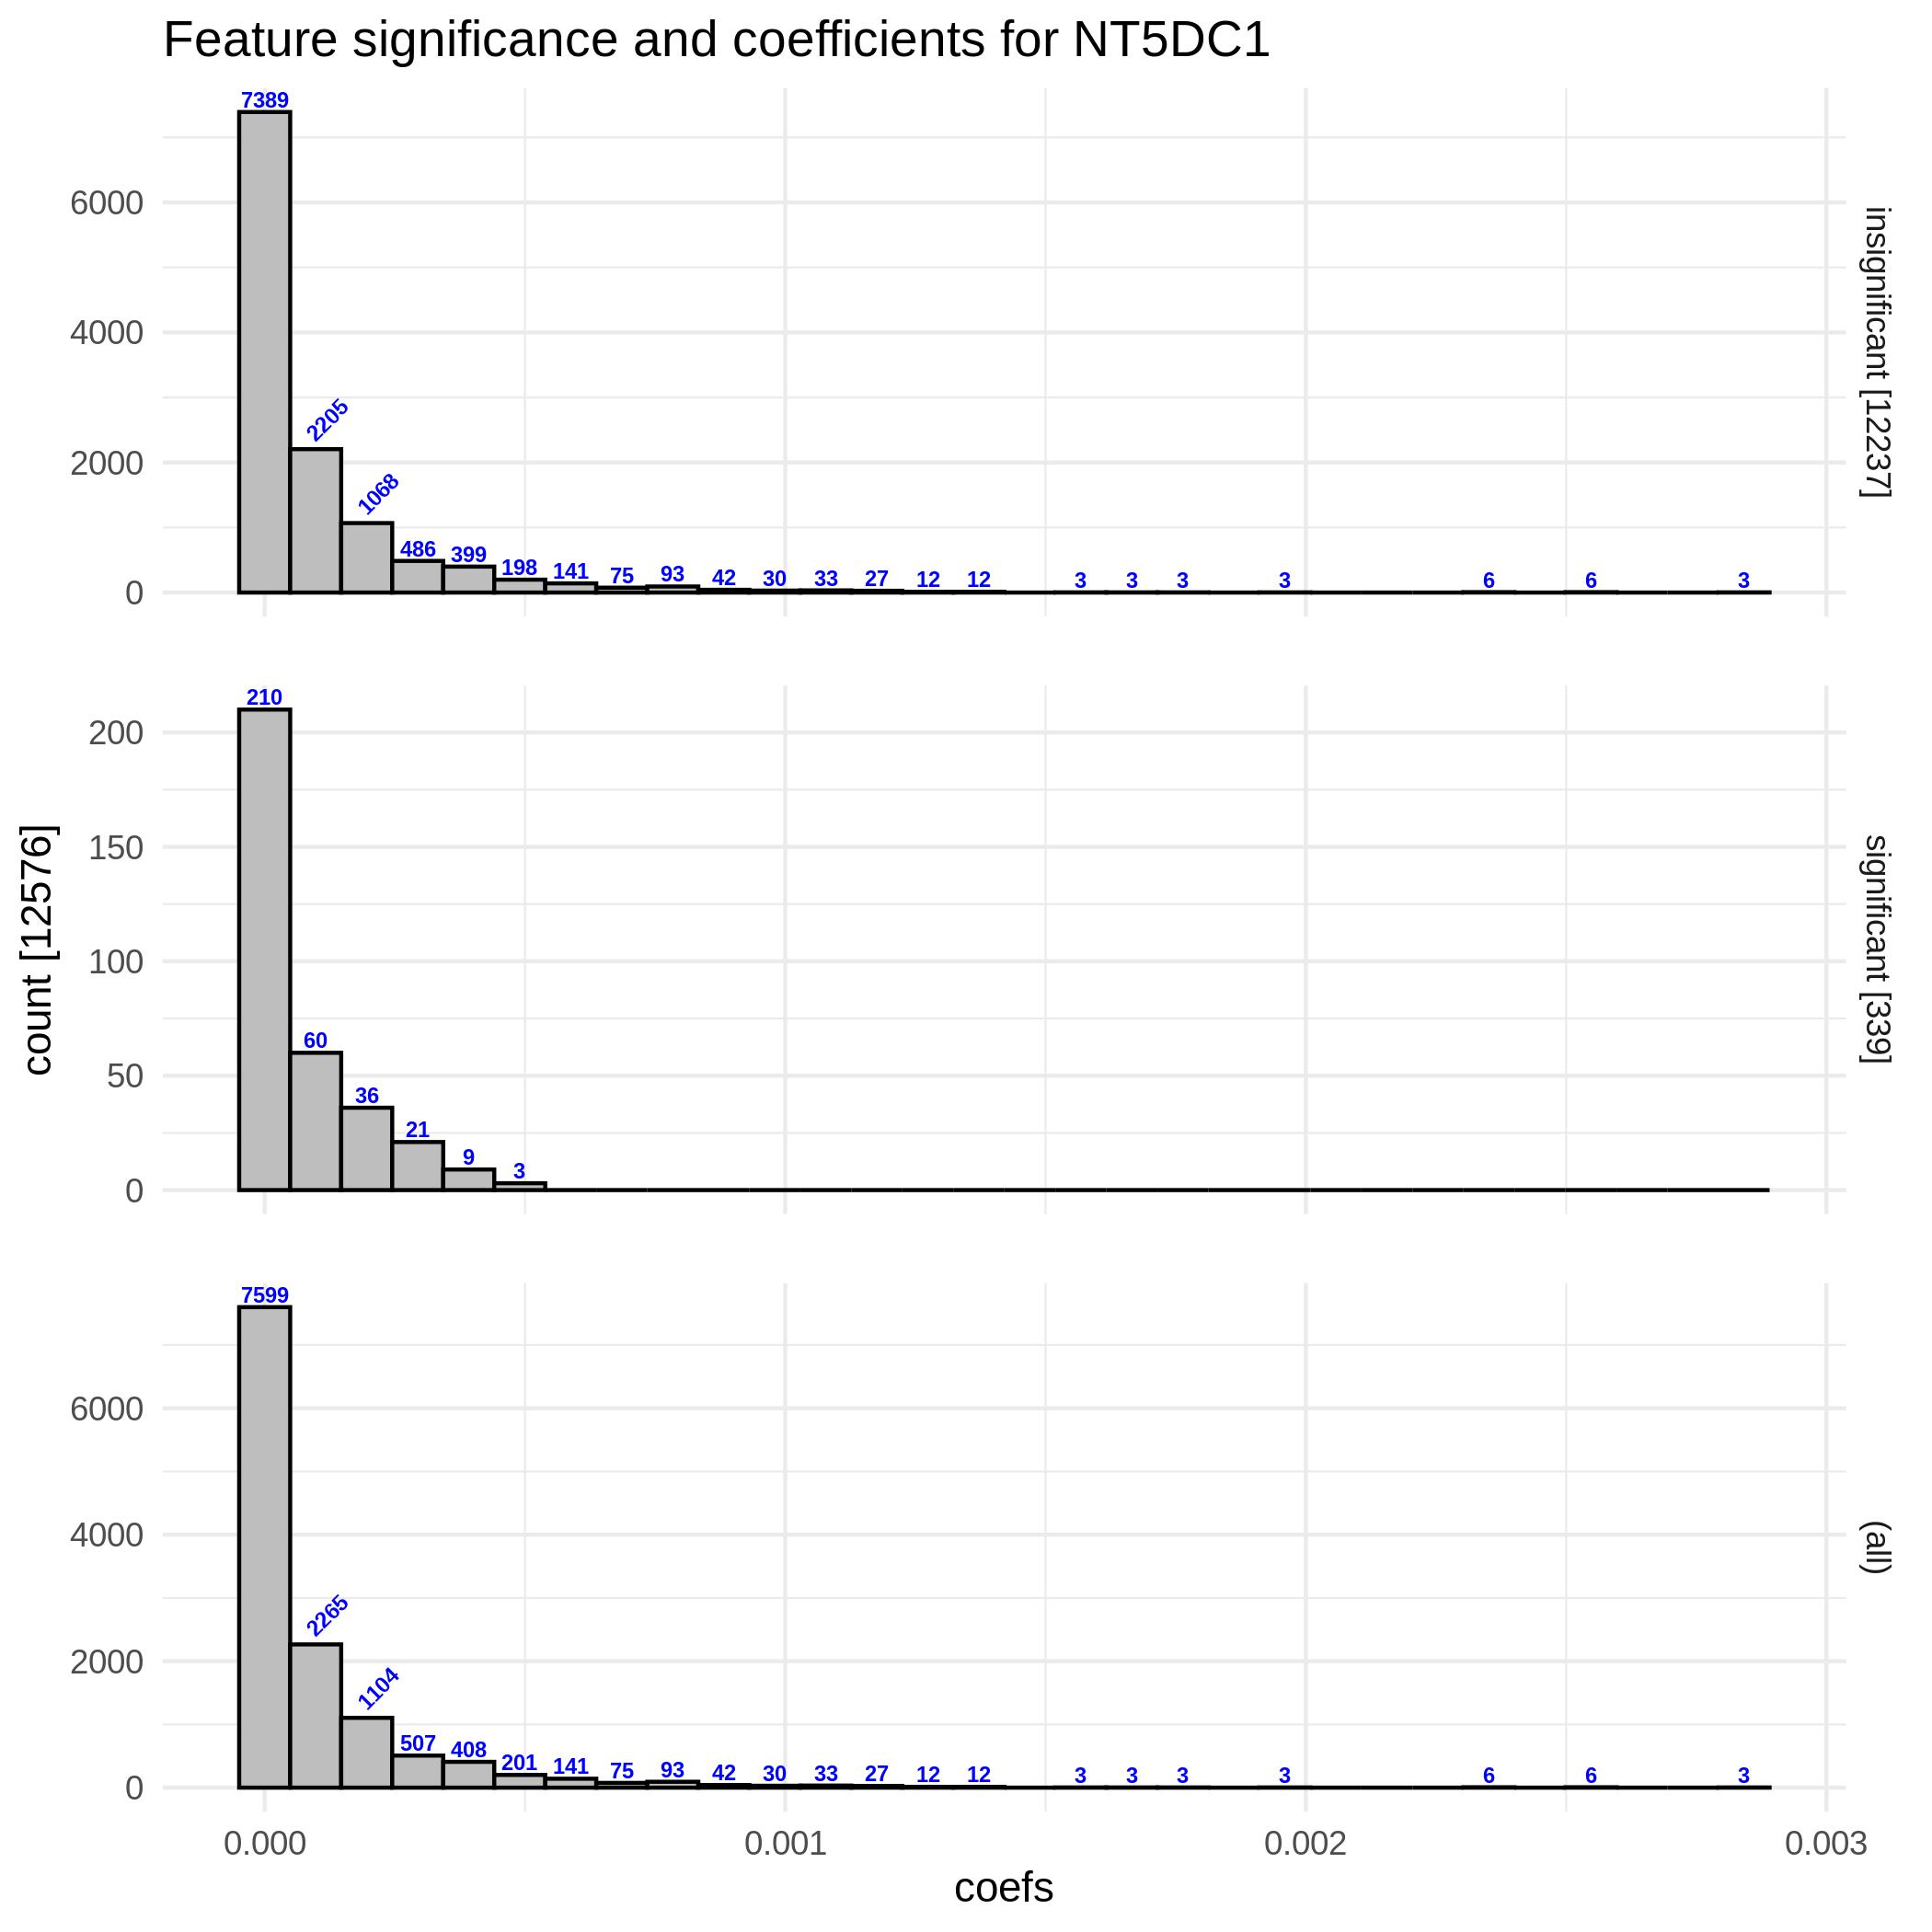 Feature significance and coefficients for NT5DC1
7389
2205
1068
486 399 198 141 75 93 42 30 33 27 12 12 3 3 3 3 6 6 3
6000
4000
2000
0
insignificant [12237]
count [12576]
210
60
36
21
9
3
200
150
100
50
0
significant [339]
7599
2265
1104
507 408 201 141 75 93 42 30 33 27 12 12 3 3 3 3 6 6 3
6000
4000
2000
0
(all)
0.000 0.001 0.002 0.003
coefs